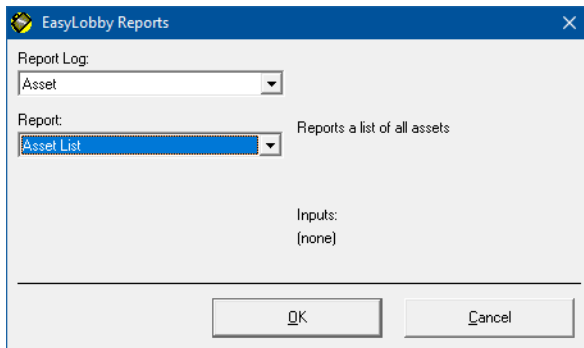 EasyLobby Reports
Report Log:
Asset
Report:
Asset List
Reports a list of all assets
Inputs:
(none)
OK
Cancel